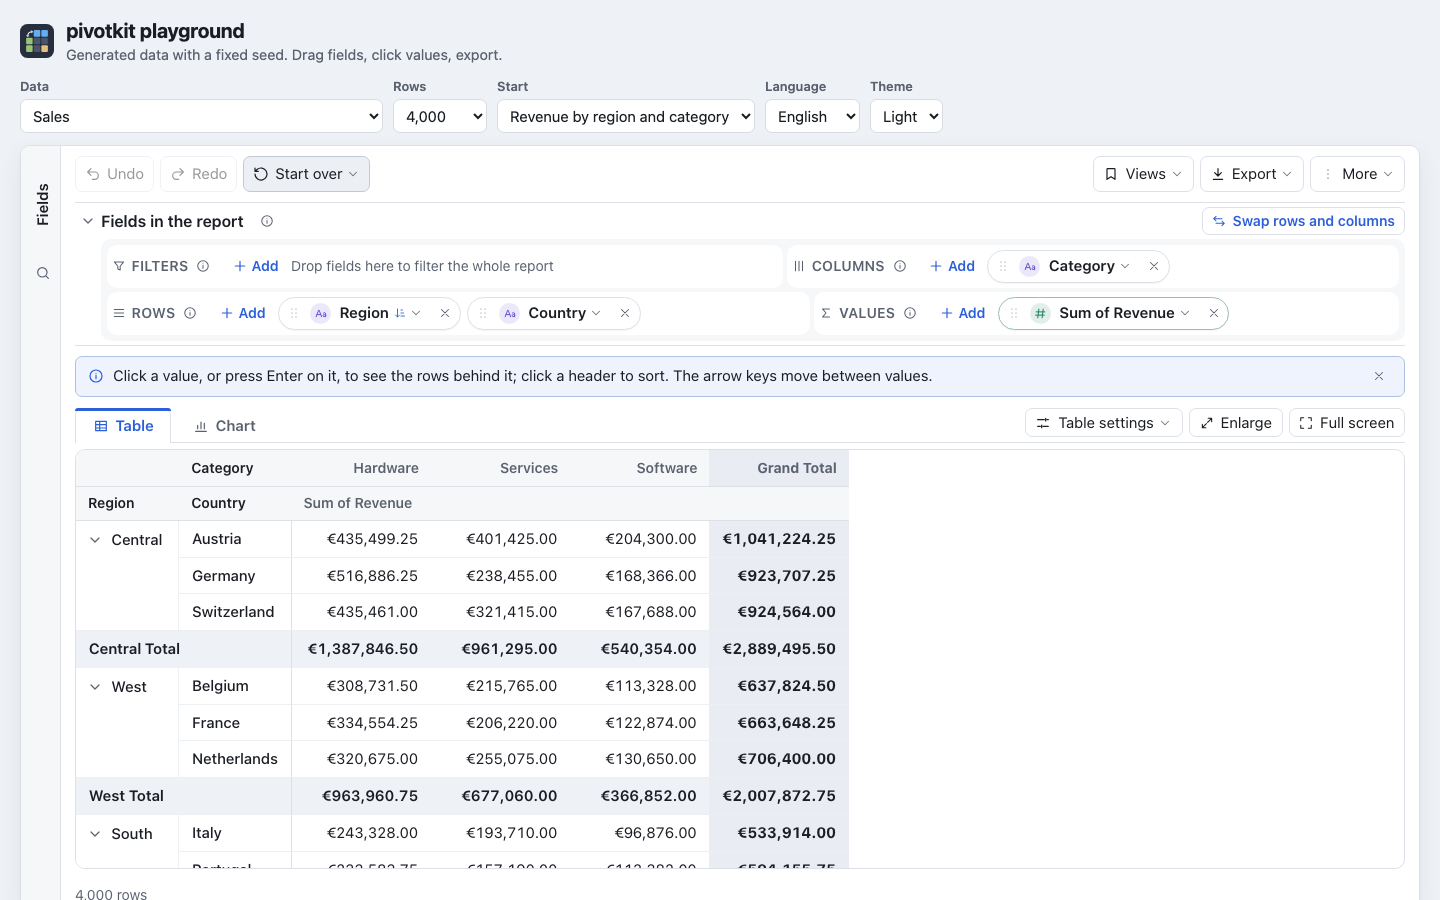 pivotkit playground
Generated data with a fixed seed. Drag fields, click values, export.
Data Rows Start Language Theme
Sales 4,000 Revenue by region and category English Light
Fields
Undo Redo Start over Views Export More
Fields in the report Swap rows and columns
FILTERS Add Drop fields here to filter the whole report COLUMNS Add Aa Category
ROWS Add Aa Region Aa Country VALUES Add # Sum of Revenue
Click a value, or press Enter on it, to see the rows behind it; click a header to sort. The arrow keys move between values.
Table Chart Table settings Enlarge Full screen
Category Hardware Services Software Grand Total
Region Country Sum of Revenue
Central Austria €435,499.25 €401,425.00 €204,300.00 €1,041,224.25
Germany €516,886.25 €238,455.00 €168,366.00 €923,707.25
Switzerland €435,461.00 €321,415.00 €167,688.00 €924,564.00
Central Total €1,387,846.50 €961,295.00 €540,354.00 €2,889,495.50
West Belgium €308,731.50 €215,765.00 €113,328.00 €637,824.50
France €334,554.25 €206,220.00 €122,874.00 €663,648.25
Netherlands €320,675.00 €255,075.00 €130,650.00 €706,400.00
West Total €963,960.75 €677,060.00 €366,852.00 €2,007,872.75
South Italy €243,328.00 €193,710.00 €96,876.00 €533,914.00
4,000 rows